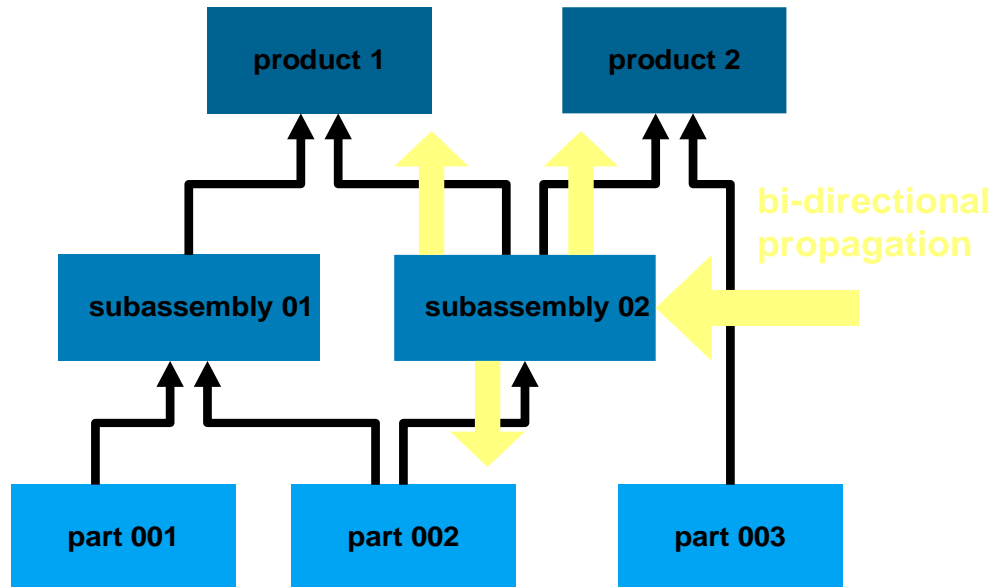 product 1
product 2
bi-directional
propagation
subassembly 01
subassembly 02
part 001
part 002
part 003